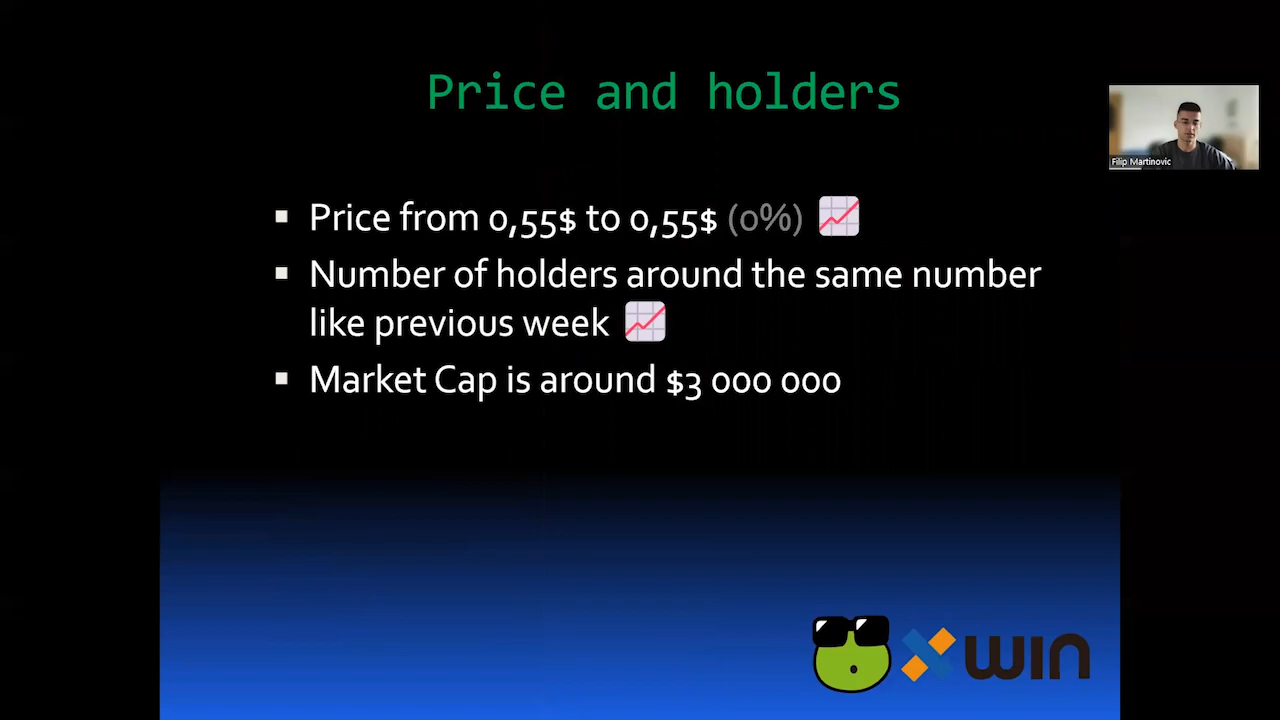 Price and holders
Filip Martinovic
Price from 0,55$ to 0,55$ (0%) 📈
Number of holders around the same number
like previous week 📈
Market Cap is around $3 000 000
WIN